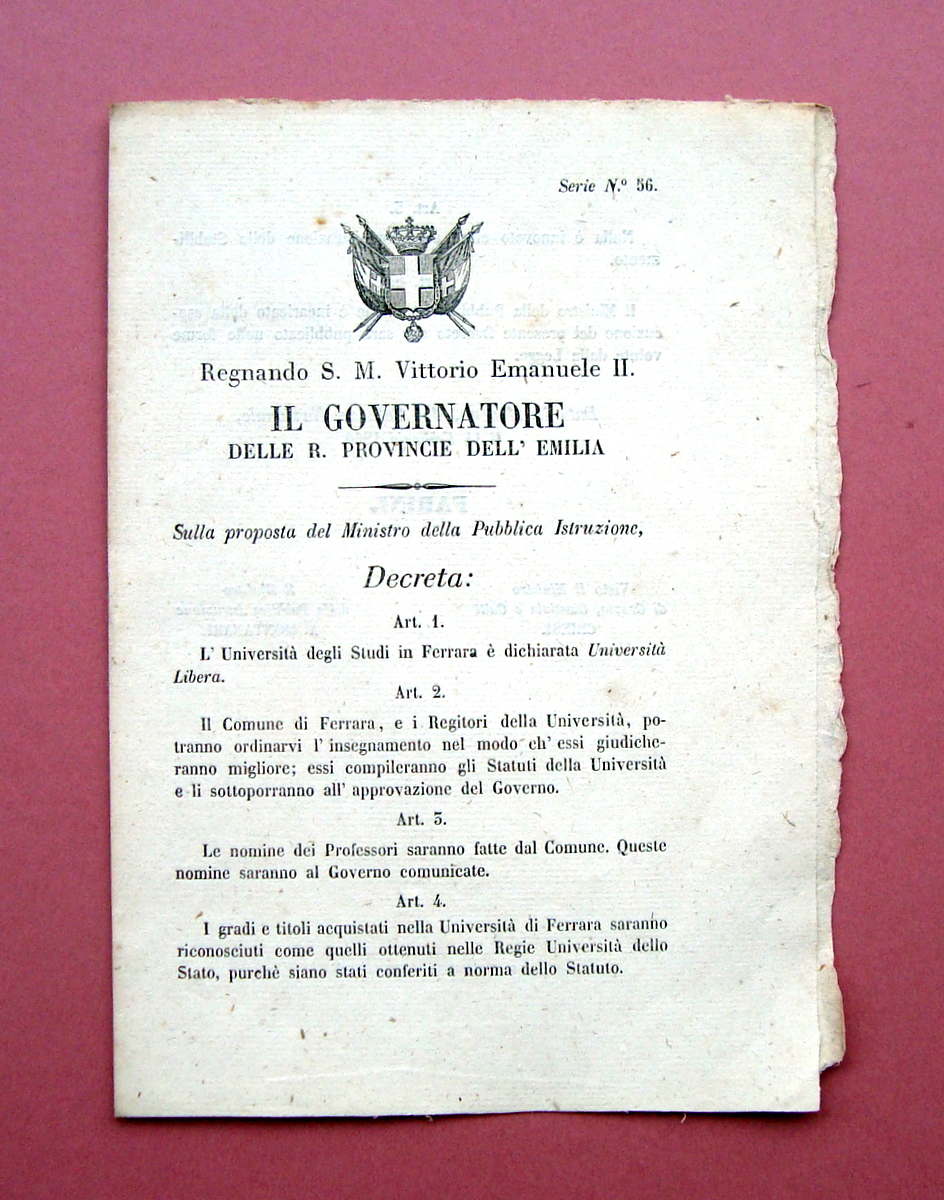 Serie N.º 56.
Regnando S. M. Vittorio Emanuele II.
IL GOVERNATORE
DELLE R. PROVINCIE DELL' EMILIA
Sulla proposta del Ministro della Pubblica Istruzione,
Decreta:
Art. 1.
L' Università degli Studi in Ferrara è dichiarata Università
Libera.
Art. 2.
Il Comune di Ferrara, e i Regitori della Università, po-
tranno ordinarvi l' insegnamento nel modo ch' essi giudiche-
ranno migliore; essi compileranno gli Statuti della Università
e li sottoporranno all' approvazione del Governo.
Art. 3.
Le nomine dei Professori saranno fatte dal Comune. Queste
nomine saranno al Governo comunicate.
Art. 4.
I gradi e titoli acquistati nella Università di Ferrara saranno
riconosciuti come quelli ottenuti nelle Regie Università dello
Stato, purchè siano stati conferiti a norma dello Statuto.